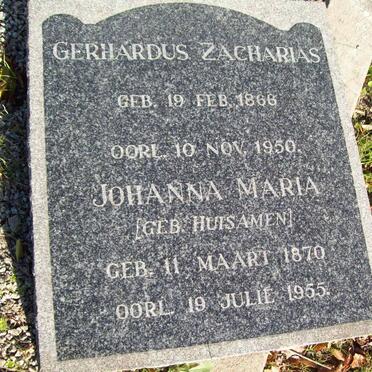 GERHARDUS ZACHARIAS
GEB. 19 FEB. 1866
OORL. 10 NOV. 1950.
JOHANNA MARIA
[GEB. HUISAMEN]
GEB. 11 MAART 1870
OORL. 19 JULIE 1955.